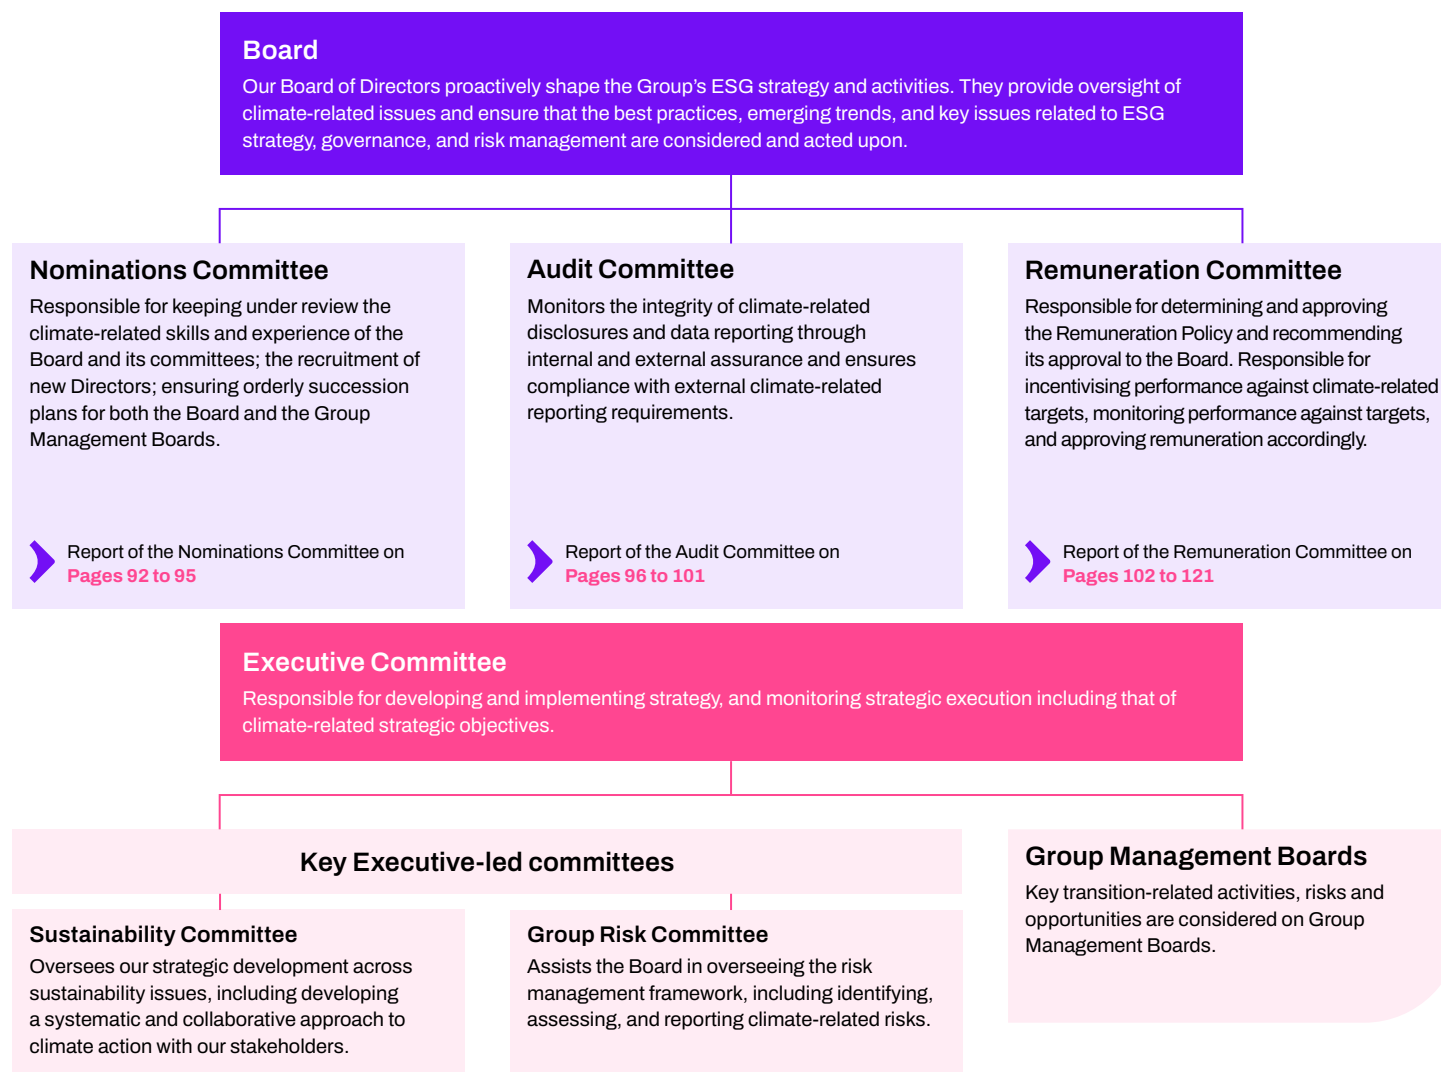 Board
Our Board of Directors proactively shape the Group's ESG strategy and activities. They provide oversight of
climate-related issues and ensure that the best practices, emerging trends, and key issues related to ESG
strategy, governance, and risk management are considered and acted upon.
Nominations Committee
Responsible for keeping under review the
climate-related skills and experience of the
Board and its committees; the recruitment of
new Directors; ensuring orderly succession
plans for both the Board and the Group
Management Boards.
Report of the Nominations Committee on
Pages 92 to 95
Audit Committee
Monitors the integrity of climate-related
disclosures and data reporting through
internal and external assurance and ensures
compliance with external climate-related
reporting requirements.
Report of the Audit Committee on
Pages 96 to 101
Remuneration Committee
Responsible for determining and approving
the Remuneration Policy and recommending
its approval to the Board. Responsible for
incentivising performance against climate-related
targets, monitoring performance against targets,
and approving remuneration accordingly.
Report of the Remuneration Committee on
Pages 102 to 121
Executive Committee
Responsible for developing and implementing strategy, and monitoring strategic execution including that of
climate-related strategic objectives.
Key Executive-led committees
Sustainability Committee
Oversees our strategic development across
sustainability issues, including developing
a systematic and collaborative approach to
climate action with our stakeholders.
Group Risk Committee
Assists the Board in overseeing the risk
management framework, including identifying,
assessing, and reporting climate-related risks.
Group Management Boards
Key transition-related activities, risks and
opportunities are considered on Group
Management Boards.